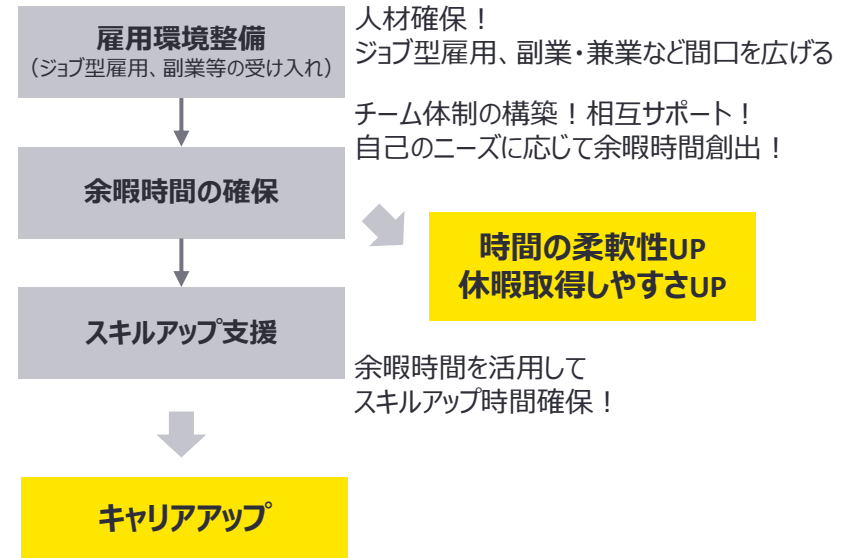 雇用環境整備
（ジョブ型雇用、副業等の受け入れ）
人材確保！
ジョブ型雇用、副業・兼業など間口を広げる
チーム体制の構築！相互サポート！
自己のニーズに応じて余暇時間創出！
余暇時間の確保
時間の柔軟性UP
休暇取得しやすさUP
スキルアップ支援
余暇時間を活用して
スキルアップ時間確保！
キャリアアップ